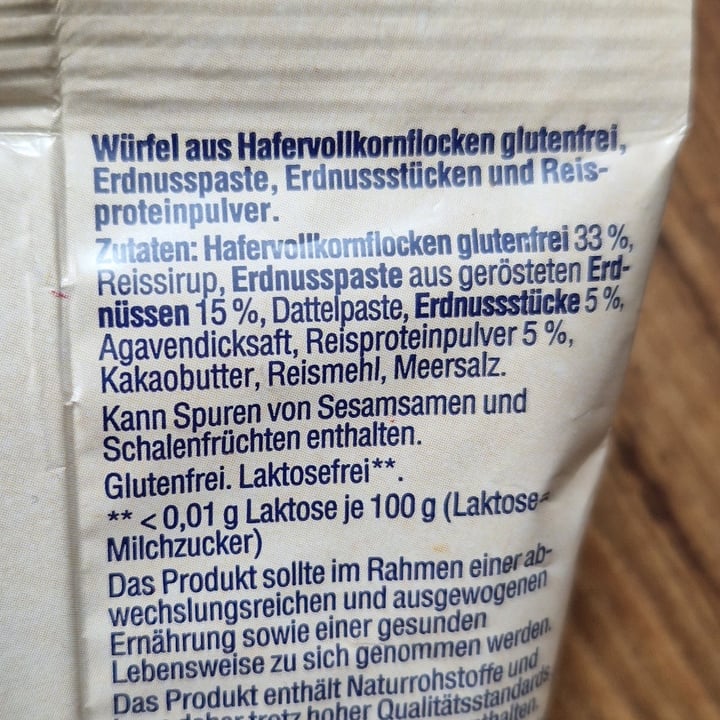 Würfel aus Hafervollkornflocken glutenfrei,
Erdnusspaste, Erdnussstücken und Reis-
proteinpulver.
Zutaten: Hafervollkornflocken glutenfrei 33 %,
Reissirup, Erdnusspaste aus gerösteten Erd-
nüssen 15 %, Dattelpaste, Erdnussstücke 5 %,
Agavendicksaft, Reisproteinpulver 5 %,
Kakaobutter, Reismehl, Meersalz.
Kann Spuren von Sesamsamen und
Schalenfrüchten enthalten.
Glutenfrei. Laktosefrei**.
** < 0,01 g Laktose je 100 g (Laktose=
Milchzucker)
Das Produkt sollte im Rahmen einer ab-
wechslungsreichen und ausgewogenen
Ernährung sowie einer gesunden
Lebensweise zu sich genommen werden.
Das Produkt enthält Naturrohstoffe und
trotz hoher Qualitätsstandards